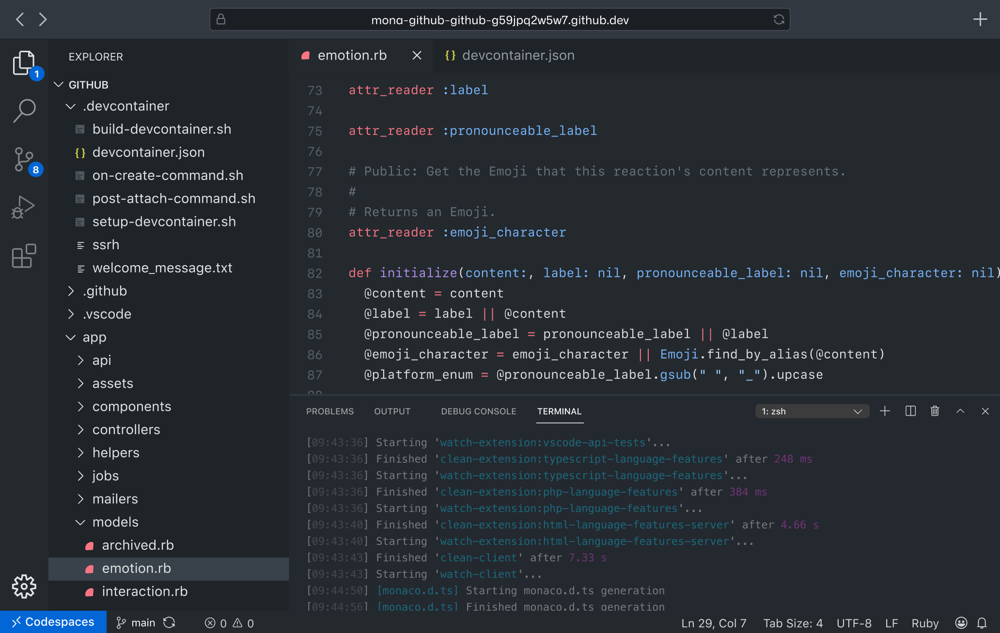 mona-github-github-g59jpq2w5w7.github.dev
EXPLORER
1
GITHUB
.devcontainer
build-devcontainer.sh
{} devcontainer.json
on-create-command.sh
post-attach-command.sh
setup-devcontainer.sh
ssrh
welcome_message.txt
.github
.vscode
app
api
assets
components
controllers
helpers
jobs
mailers
models
archived.rb
emotion.rb
interaction.rb
8
emotion.rb
{} devcontainer.json
73 attr_reader :label
74
75 attr_reader :pronounceable_label
76
77 # Public: Get the Emoji that this reaction's content represents.
78 #
79 # Returns an Emoji.
80 attr_reader :emoji_character
81
82 def initialize(content:, label: nil, pronounceable_label: nil, emoji_character: nil)
83 @content = content
84 @label = label || @content
85 @pronounceable_label = pronounceable_label || @label
86 @emoji_character = emoji_character || Emoji.find_by_alias(@content)
87 @platform_enum = @pronounceable_label.gsub(" ", "_").upcase
PROBLEMS OUTPUT DEBUG CONSOLE TERMINAL 1: zsh
[09:43:36] Starting 'watch-extension:vscode-api-tests'...
[09:43:36] Finished 'clean-extension:typescript-language-features' after 248 ms
[09:43:36] Starting 'watch-extension:typescript-language-features'...
[09:43:36] Finished 'clean-extension:php-language-features' after 384 ms
[09:43:36] Starting 'watch-extension:php-language-features'...
[09:43:40] Finished 'clean-extension:html-language-features-server' after 4.66 s
[09:43:40] Starting 'watch-extension:html-language-features-server'...
[09:43:43] Finished 'clean-client' after 7.33 s
[09:43:43] Starting 'watch-client'...
[09:44:50] [monaco.d.ts] Starting monaco.d.ts generation
[09:44:56] [monaco.d.ts] Finished monaco.d.ts generation
Codespaces main 0 0 Ln 29, Col 7 Tab Size: 4 UTF-8 LF Ruby